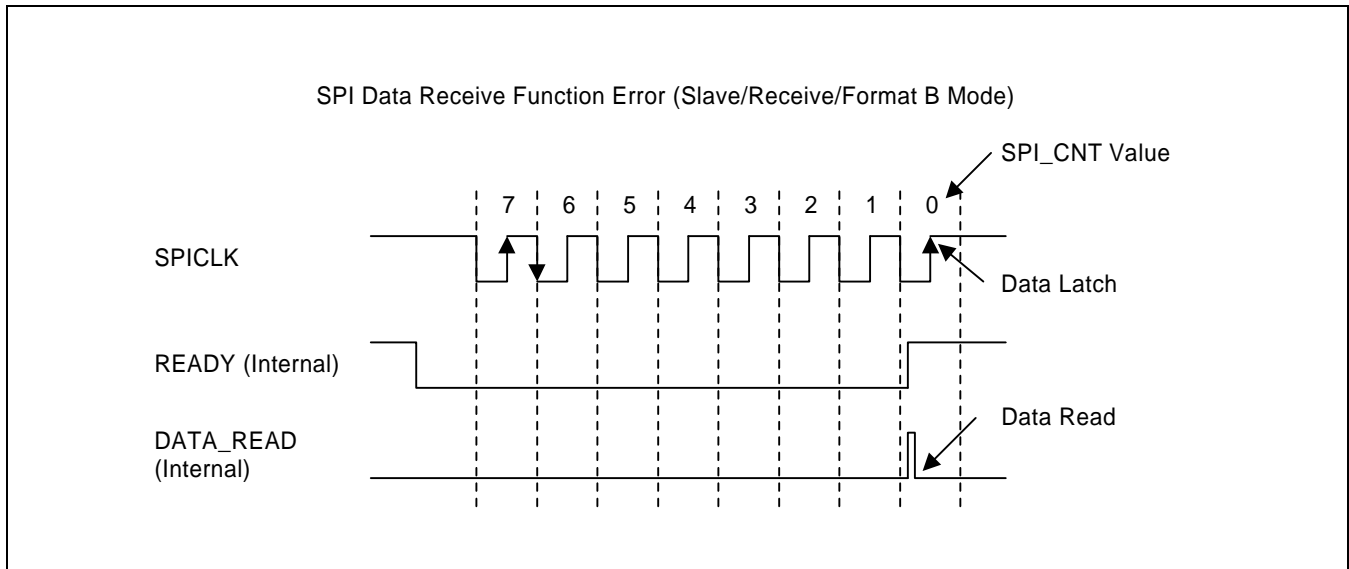 SPI Data Receive Function Error (Slave/Receive/Format B Mode)
SPI_CNT Value
7 6 5 4 3 2 1 0
SPICLK
Data Latch
READY (Internal)
Data Read
DATA_READ
(Internal)